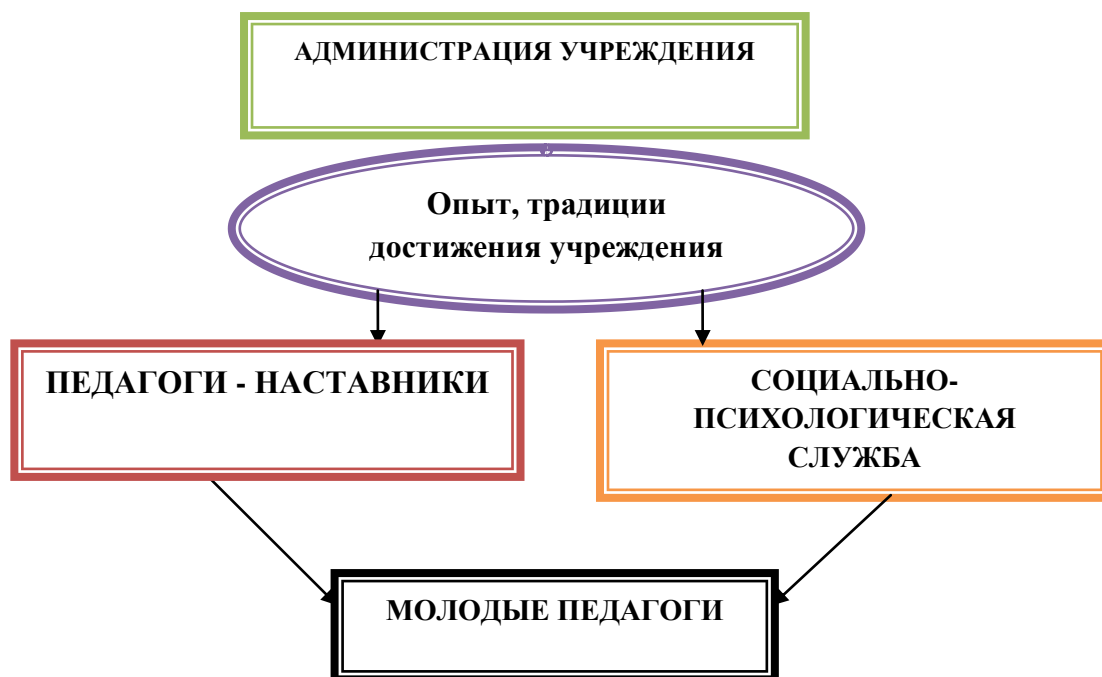 АДМИНИСТРАЦИЯ УЧРЕЖДЕНИЯ
Опыт, традиции
достижения учреждения
ПЕДАГОГИ - НАСТАВНИКИ
СОЦИАЛЬНО-
ПСИХОЛОГИЧЕСКАЯ
СЛУЖБА
МОЛОДЫЕ ПЕДАГОГИ